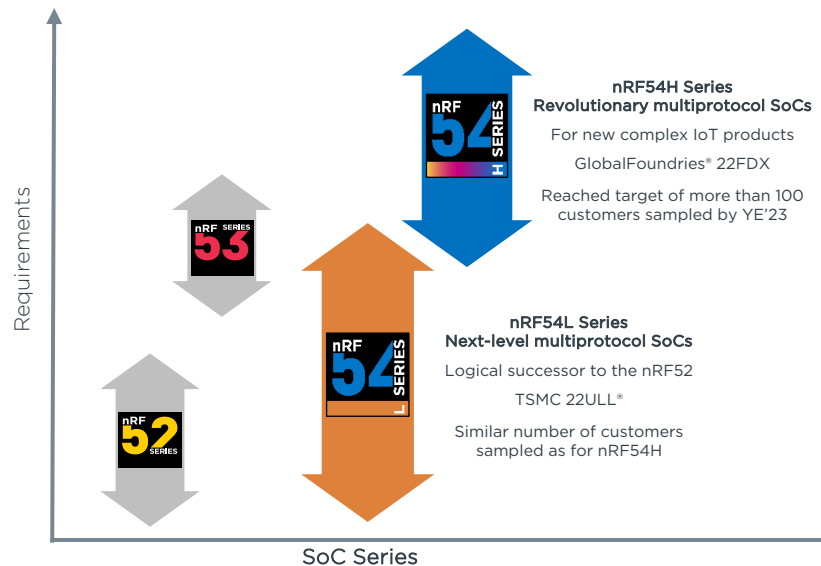 Requirements
nRF
54
H SERIES
nRF54H Series
Revolutionary multiprotocol SoCs
For new complex IoT products
GlobalFoundries® 22FDX
Reached target of more than 100
customers sampled by YE'23
nRF SERIES
53
nRF
54
L SERIES
nRF54L Series
Next-level multiprotocol SoCs
Logical successor to the nRF52
TSMC 22ULL®
Similar number of customers
sampled as for nRF54H
nRF
52
SERIES
SoC Series